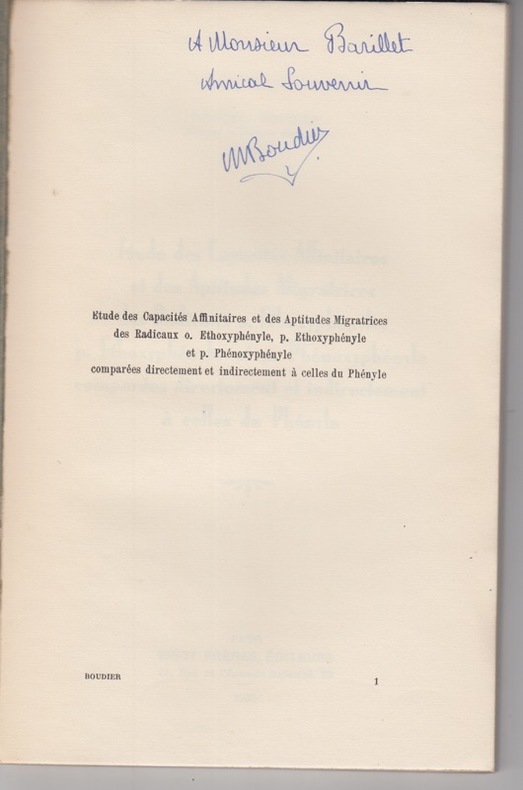 A Monsieur Barillet
Amical Souvenir
MBoudier
Etude des Capacités Affinitaires et des Aptitudes Migratrices
des Radicaux o. Ethoxyphényle, p. Ethoxyphényle
et p. Phénoxyphényle
comparées directement et indirectement à celles du Phényle
BOUDIER 1